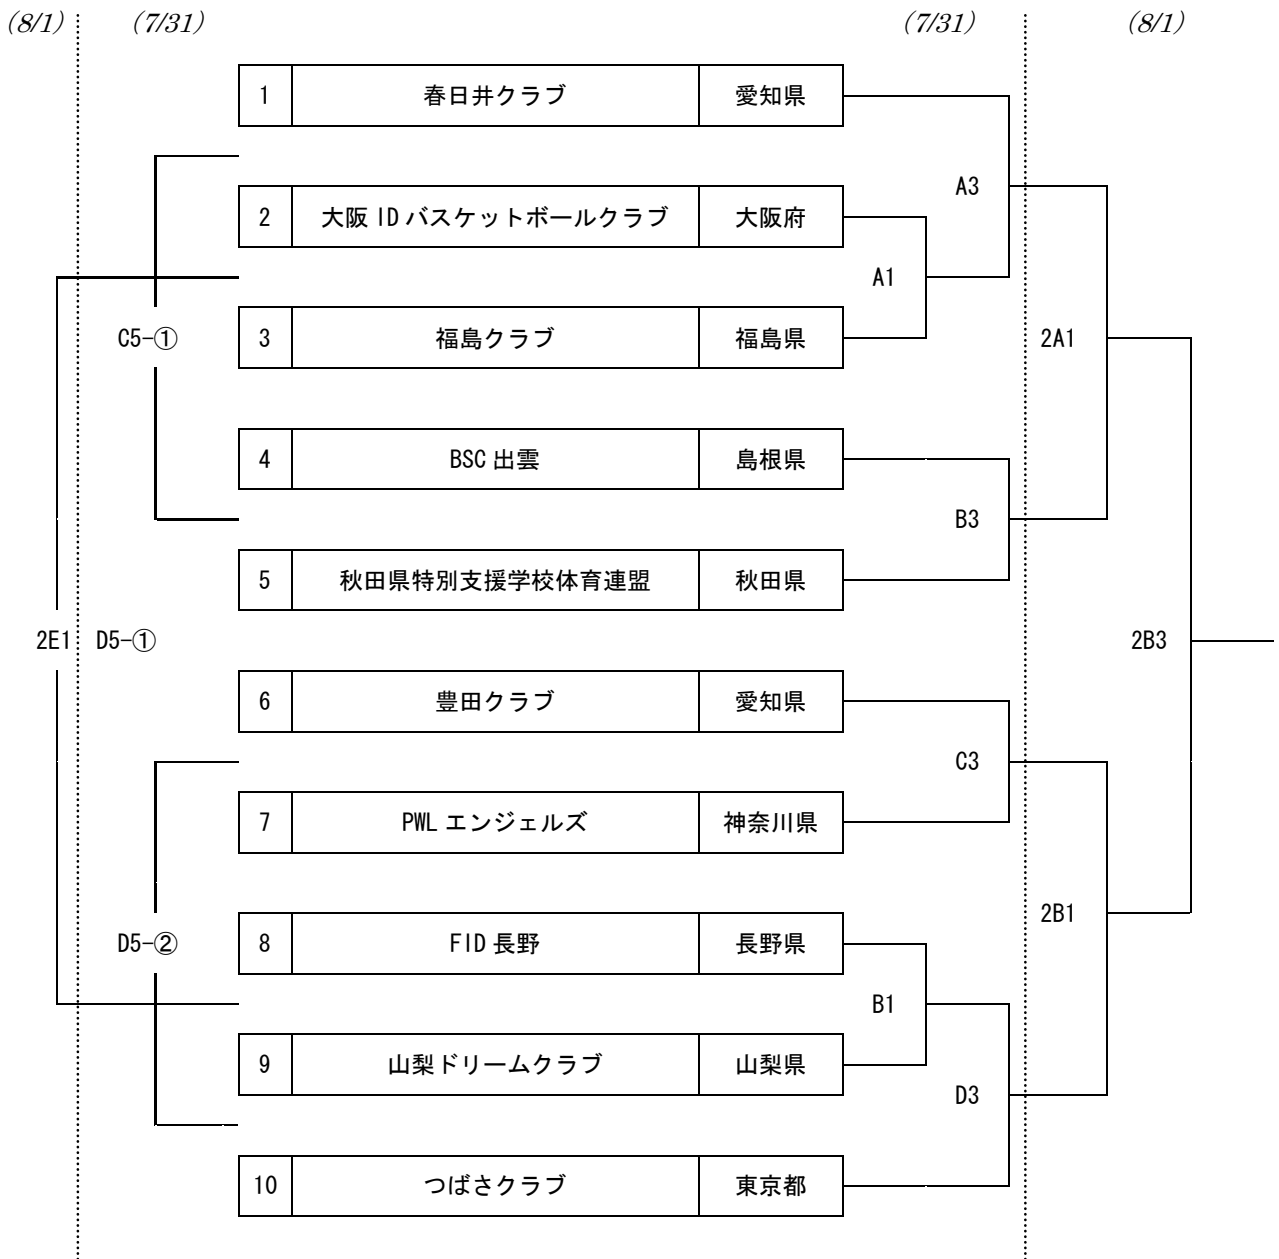 (8/1) (7/31) (7/31) (8/1)
1 春日井クラブ 愛知県
A3
2 大阪 ID バスケットボールクラブ 大阪府
A1
C5-① 3 福島クラブ 福島県 2A1
4 BSC 出雲 島根県
B3
5 秋田県特別支援学校体育連盟 秋田県
2E1 D5-① 2B3
6 豊田クラブ 愛知県
C3
7 PWL エンジェルズ 神奈川県
2B1
D5-② 8 FID 長野 長野県
B1
9 山梨ドリームクラブ 山梨県
D3
10 つばさクラブ 東京都